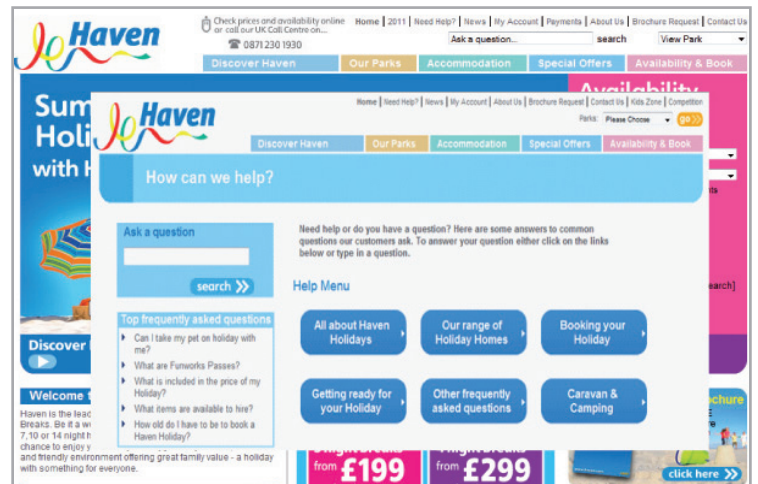 Haven
Check prices and availability online
or call our UK Call Centre on...
0871 230 1930
Home | 2011 | Need Help? | News | My Account | Payments | About Us | Brochure Request | Contact Us
Ask a question...
search
View Park
Discover Haven
Our Parks
Accommodation
Special Offers
Availability & Book
Availability
Sum
Holi
with H
Haven
Home | Need Help? | News | My Account | About Us | Brochure Request | Contact Us | Kids Zone | Competition
Parks:
Please Choose
go
Discover Haven
Our Parks
Accommodation
Special Offers
Availability & Book
How can we help?
Ask a question
search
Top frequently asked questions
Can I take my pet on holiday with
me?
What are Funworks Passes?
What is included in the price of my
Holiday?
What items are available to hire?
How old do I have to be to book a
Haven Holiday?
Need help or do you have a question? Here are some answers to common
questions our customers ask. To answer your question either click on the links
below or type in a question.
Help Menu
All about Haven
Holidays
Our range of
Holiday Homes
Booking your
Holiday
Getting ready for
your Holiday
Other frequently
asked questions
Caravan &
Camping
earch]
Discover
Welcome
Haven is the leac
Breaks. Be it a we
7,10 or 14 night h
chance to enjoy y
and friendly environment offering great family value - a holiday
with something for everyone.
from £199
from £299
chure
click here